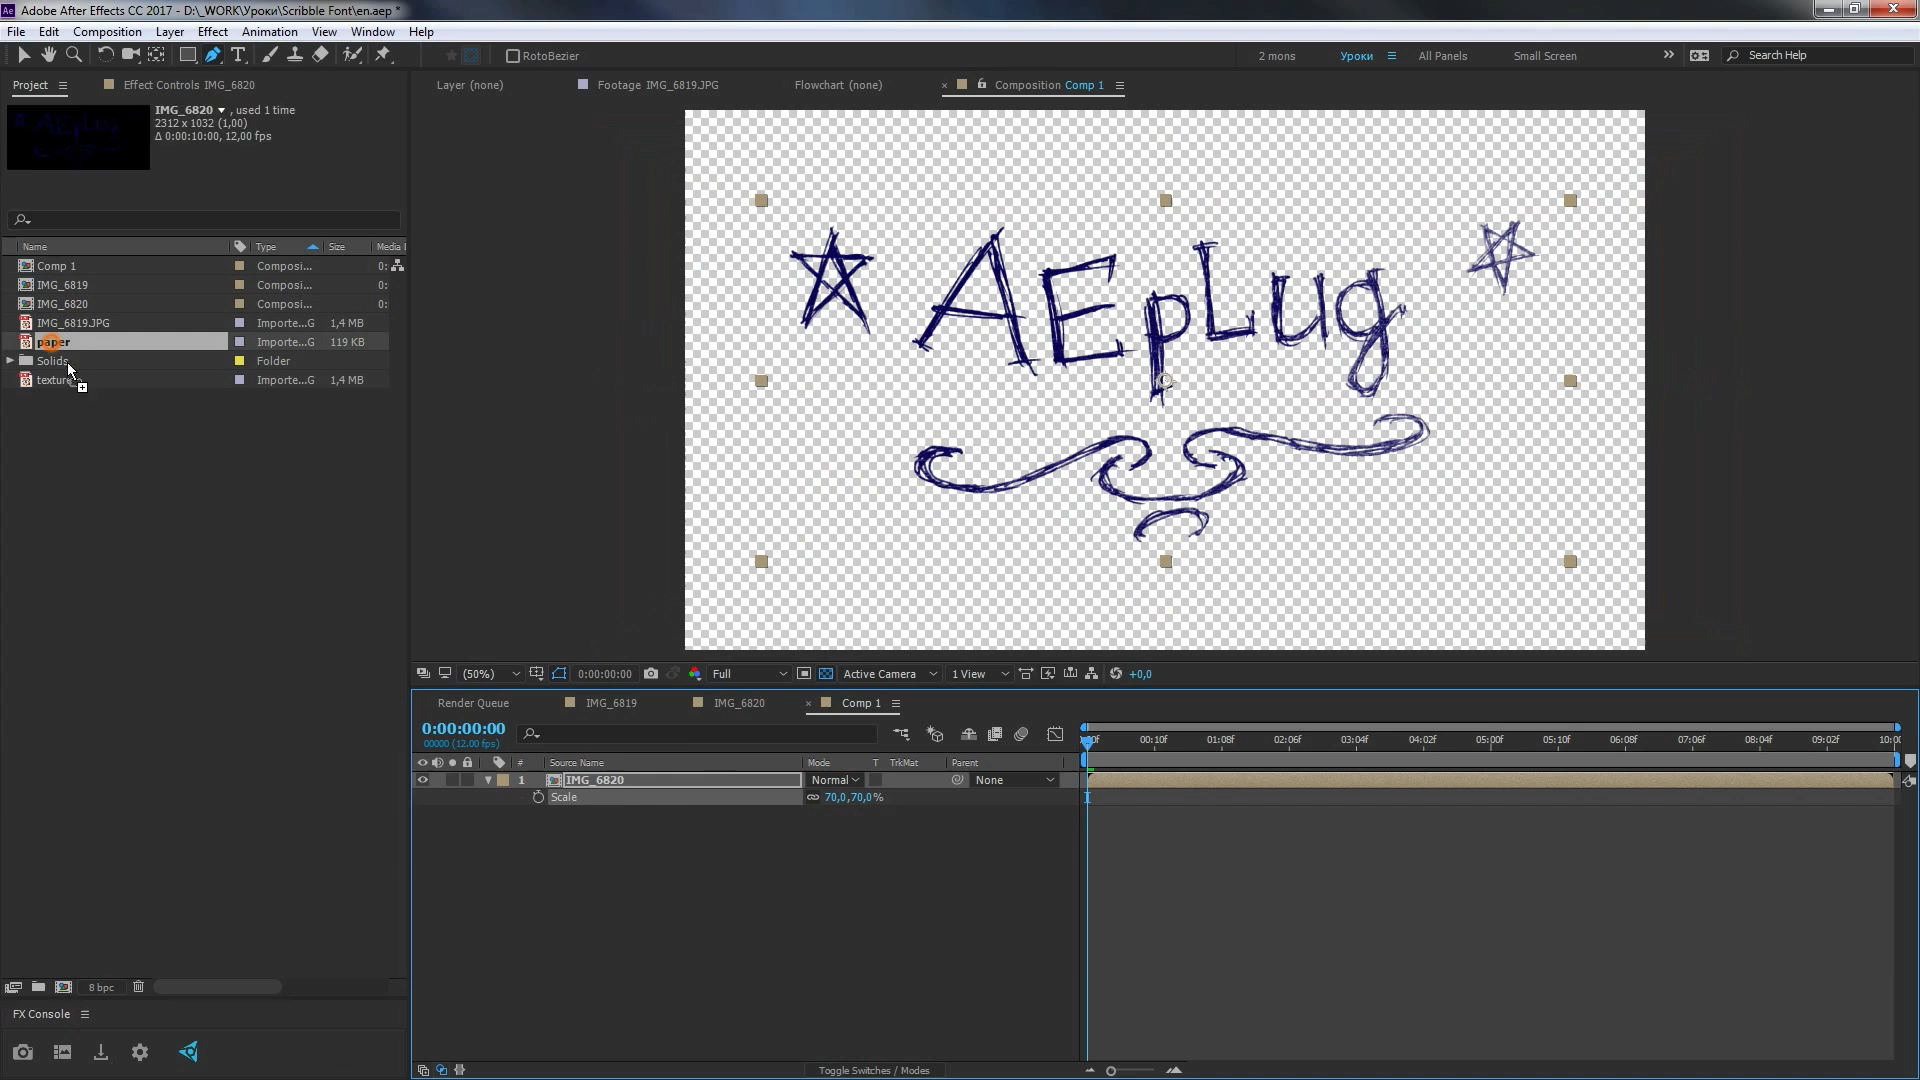 Adobe After Effects CC 2017 - D:\_WORK\Уроки\Scribble Font\en.aep *
File Edit Composition Layer Effect Animation View Window Help
RotoBezier 2 mons Уроки All Panels Small Screen Search Help
Project Effect Controls IMG_6820 Layer (none) Footage IMG_6819.JPG Flowchart (none) Composition Comp 1
IMG_6820 , used 1 time
2312 x 1032 (1,00)
Δ 0:00:10:00, 12,00 fps
Name Type Size Media
Comp 1 Composi... 0:
IMG_6819 Composi... 0:
IMG_6820 Composi... 0:
IMG_6819.JPG Importe...G 1,4 MB
paper Importe...G 119 KB
Solids Folder
texture Importe...G 1,4 MB
AEpLug
(50%) 0:00:00:00 Full Active Camera 1 View +0,0
Render Queue IMG_6819 IMG_6820 Comp 1
0:00:00:00
00000 (12.00 fps)
00:10f 01:08f 02:06f 03:04f 04:02f 05:00f 05:10f 06:08f 07:06f 08:04f 09:02f 10:00
# Source Name Mode T TrkMat Parent
1 IMG_6820 Normal None
Scale 70,0,70,0%
8 bpc
FX Console
Toggle Switches / Modes